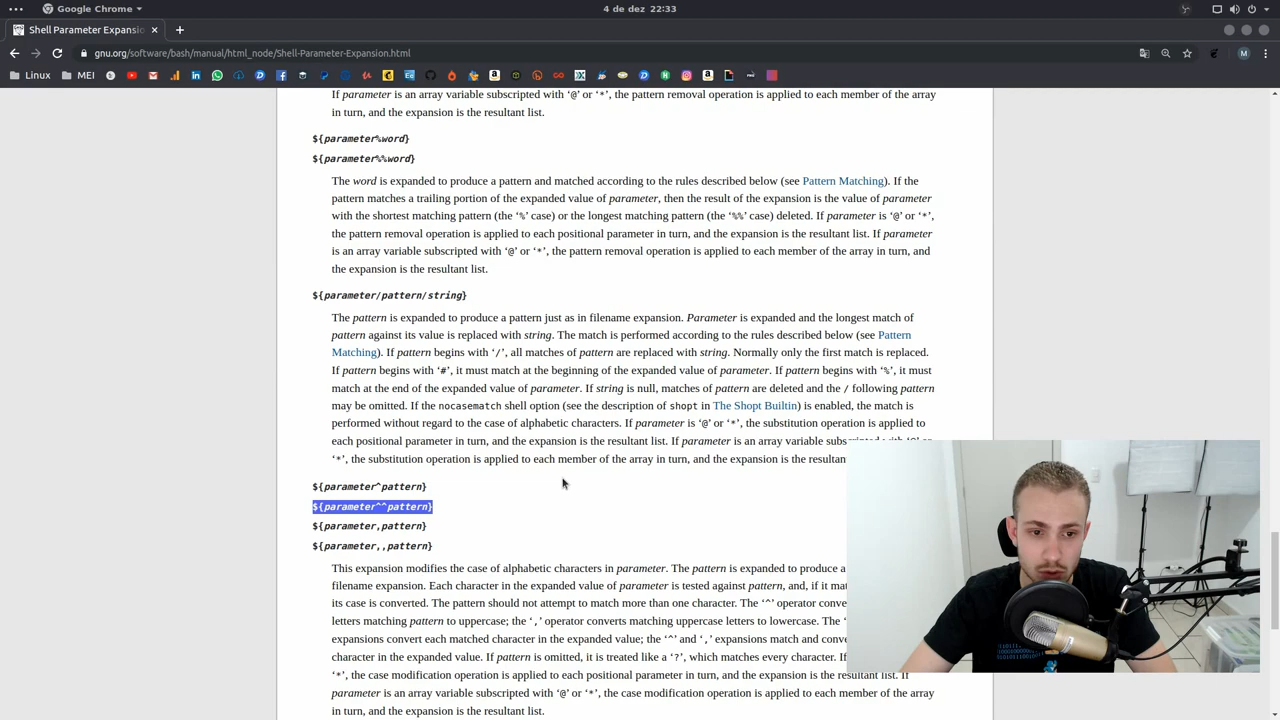 Google Chrome
4 de dez 22:33
Shell Parameter Expansio
gnu.org/software/bash/manual/html_node/Shell-Parameter-Expansion.html
M
Linux MEI
If parameter is an array variable subscripted with ‘@’ or ‘*’, the pattern removal operation is applied to each member of the array
in turn, and the expansion is the resultant list.
${parameter%word}
${parameter%%word}
The word is expanded to produce a pattern and matched according to the rules described below (see Pattern Matching). If the
pattern matches a trailing portion of the expanded value of parameter, then the result of the expansion is the value of parameter
with the shortest matching pattern (the ‘%’ case) or the longest matching pattern (the ‘%%’ case) deleted. If parameter is ‘@’ or ‘*’,
the pattern removal operation is applied to each positional parameter in turn, and the expansion is the resultant list. If parameter
is an array variable subscripted with ‘@’ or ‘*’, the pattern removal operation is applied to each member of the array in turn, and
the expansion is the resultant list.
${parameter/pattern/string}
The pattern is expanded to produce a pattern just as in filename expansion. Parameter is expanded and the longest match of
pattern against its value is replaced with string. The match is performed according to the rules described below (see Pattern
Matching). If pattern begins with ‘/’, all matches of pattern are replaced with string. Normally only the first match is replaced.
If pattern begins with ‘#’, it must match at the beginning of the expanded value of parameter. If pattern begins with ‘%’, it must
match at the end of the expanded value of parameter. If string is null, matches of pattern are deleted and the / following pattern
may be omitted. If the nocasematch shell option (see the description of shopt in The Shopt Builtin) is enabled, the match is
performed without regard to the case of alphabetic characters. If parameter is ‘@’ or ‘*’, the substitution operation is applied to
each positional parameter in turn, and the expansion is the resultant list. If parameter is an array variable subs
‘*’, the substitution operation is applied to each member of the array in turn, and the expansion is the resultan
${parameter^pattern}
${parameter^^pattern}
${parameter,pattern}
${parameter,,pattern}
This expansion modifies the case of alphabetic characters in parameter. The pattern is expanded to produce a
filename expansion. Each character in the expanded value of parameter is tested against pattern, and, if it mat
its case is converted. The pattern should not attempt to match more than one character. The ‘^’ operator conve
letters matching pattern to uppercase; the ‘,’ operator converts matching uppercase letters to lowercase. The ‘
expansions convert each matched character in the expanded value; the ‘^’ and ‘,’ expansions match and conve
character in the expanded value. If pattern is omitted, it is treated like a ‘?’, which matches every character. If
‘*’, the case modification operation is applied to each positional parameter in turn, and the expansion is the resultant list. If
parameter is an array variable subscripted with ‘@’ or ‘*’, the case modification operation is applied to each member of the array
in turn, and the expansion is the resultant list.